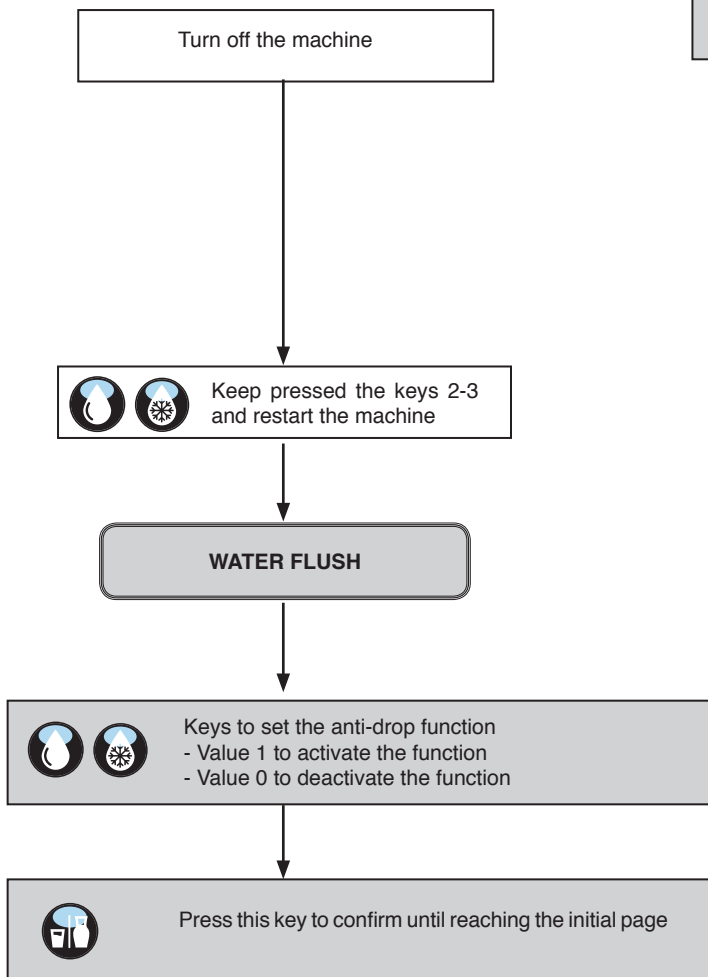 Turn off the machine
Keep pressed the keys 2-3
and restart the machine
WATER FLUSH
Keys to set the anti-drop function
- Value 1 to activate the function
- Value 0 to deactivate the function
Press this key to confirm until reaching the initial page